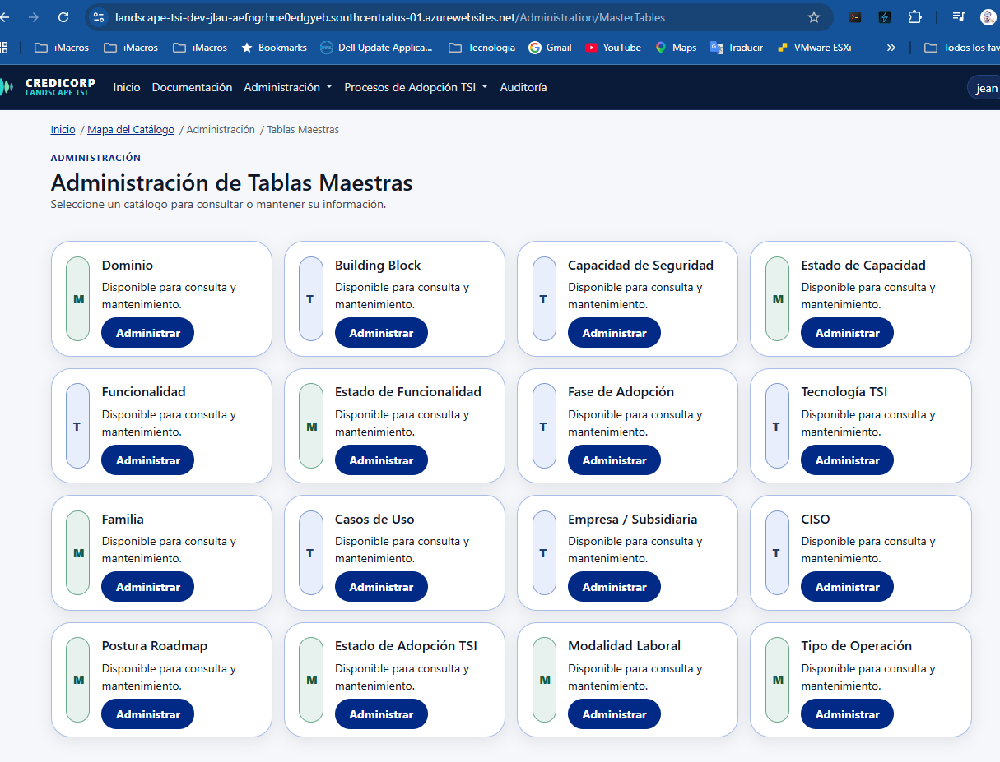 landscape-tsi-dev-jlau-aefngrhne0edgyeb.southcentralus-01.azurewebsites.net/Administration/MasterTables
iMacros iMacros iMacros Bookmarks Dell Update Applica... Tecnologia Gmail YouTube Maps Traducir VMware ESXi » Todos los fav
CREDICORP
LANDSCAPE TSI
Inicio Documentación Administración Procesos de Adopción TSI Auditoría jean
Inicio / Mapa del Catálogo / Administración / Tablas Maestras
ADMINISTRACIÓN
Administración de Tablas Maestras
Seleccione un catálogo para consultar o mantener su información.
M
Dominio
Disponible para consulta y
mantenimiento.
Administrar
T
Building Block
Disponible para consulta y
mantenimiento.
Administrar
T
Capacidad de Seguridad
Disponible para consulta y
mantenimiento.
Administrar
M
Estado de Capacidad
Disponible para consulta y
mantenimiento.
Administrar
T
Funcionalidad
Disponible para consulta y
mantenimiento.
Administrar
M
Estado de Funcionalidad
Disponible para consulta y
mantenimiento.
Administrar
T
Fase de Adopción
Disponible para consulta y
mantenimiento.
Administrar
T
Tecnología TSI
Disponible para consulta y
mantenimiento.
Administrar
M
Familia
Disponible para consulta y
mantenimiento.
Administrar
T
Casos de Uso
Disponible para consulta y
mantenimiento.
Administrar
T
Empresa / Subsidiaria
Disponible para consulta y
mantenimiento.
Administrar
T
CISO
Disponible para consulta y
mantenimiento.
Administrar
M
Postura Roadmap
Disponible para consulta y
mantenimiento.
Administrar
M
Estado de Adopción TSI
Disponible para consulta y
mantenimiento.
Administrar
M
Modalidad Laboral
Disponible para consulta y
mantenimiento.
Administrar
M
Tipo de Operación
Disponible para consulta y
mantenimiento.
Administrar